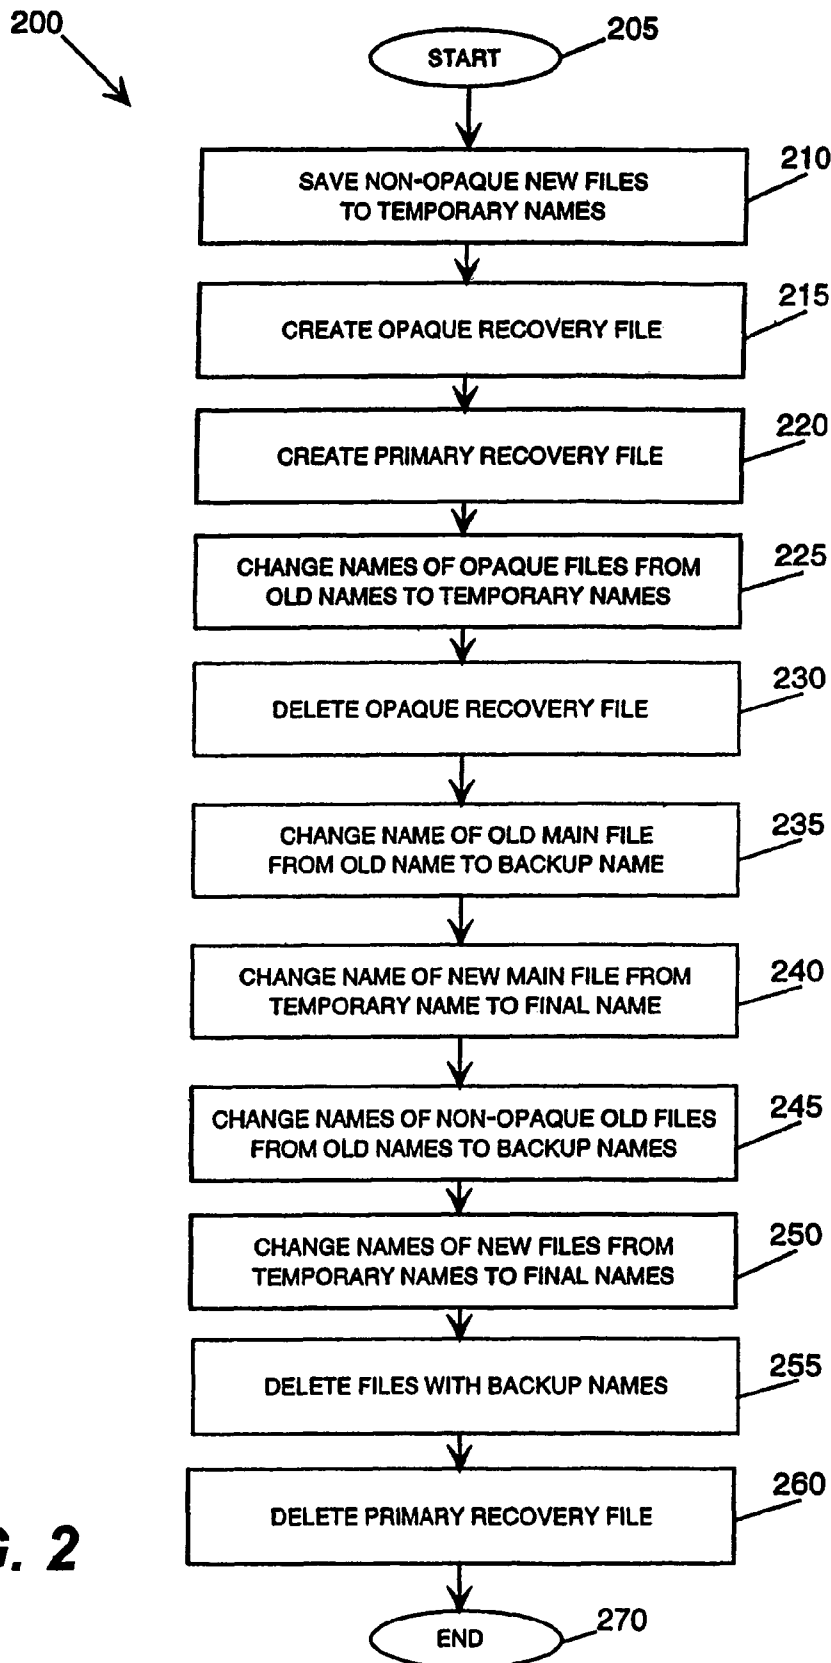 200
START
205
210
SAVE NON-OPAQUE NEW FILES
TO TEMPORARY NAMES
215
CREATE OPAQUE RECOVERY FILE
220
CREATE PRIMARY RECOVERY FILE
225
CHANGE NAMES OF OPAQUE FILES FROM
OLD NAMES TO TEMPORARY NAMES
230
DELETE OPAQUE RECOVERY FILE
235
CHANGE NAME OF OLD MAIN FILE
FROM OLD NAME TO BACKUP NAME
240
CHANGE NAME OF NEW MAIN FILE FROM
TEMPORARY NAME TO FINAL NAME
245
CHANGE NAMES OF NON-OPAQUE OLD FILES
FROM OLD NAMES TO BACKUP NAMES
250
CHANGE NAMES OF NEW FILES FROM
TEMPORARY NAMES TO FINAL NAMES
255
DELETE FILES WITH BACKUP NAMES
260
DELETE PRIMARY RECOVERY FILE
G. 2
END
270